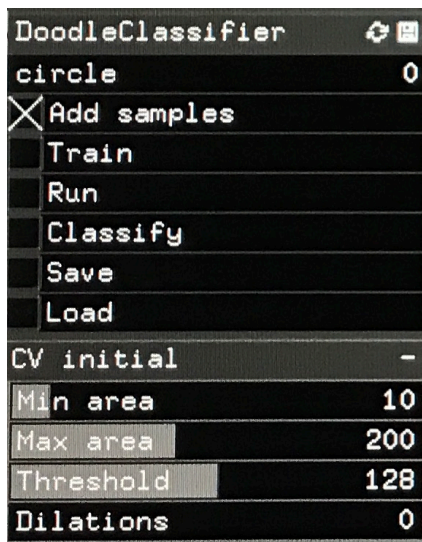 DoodleClassifier
circle 0
Add samples
Train
Run
Classify
Save
Load
CV initial -
Min area 10
Max area 200
Threshold 128
Dilations 0